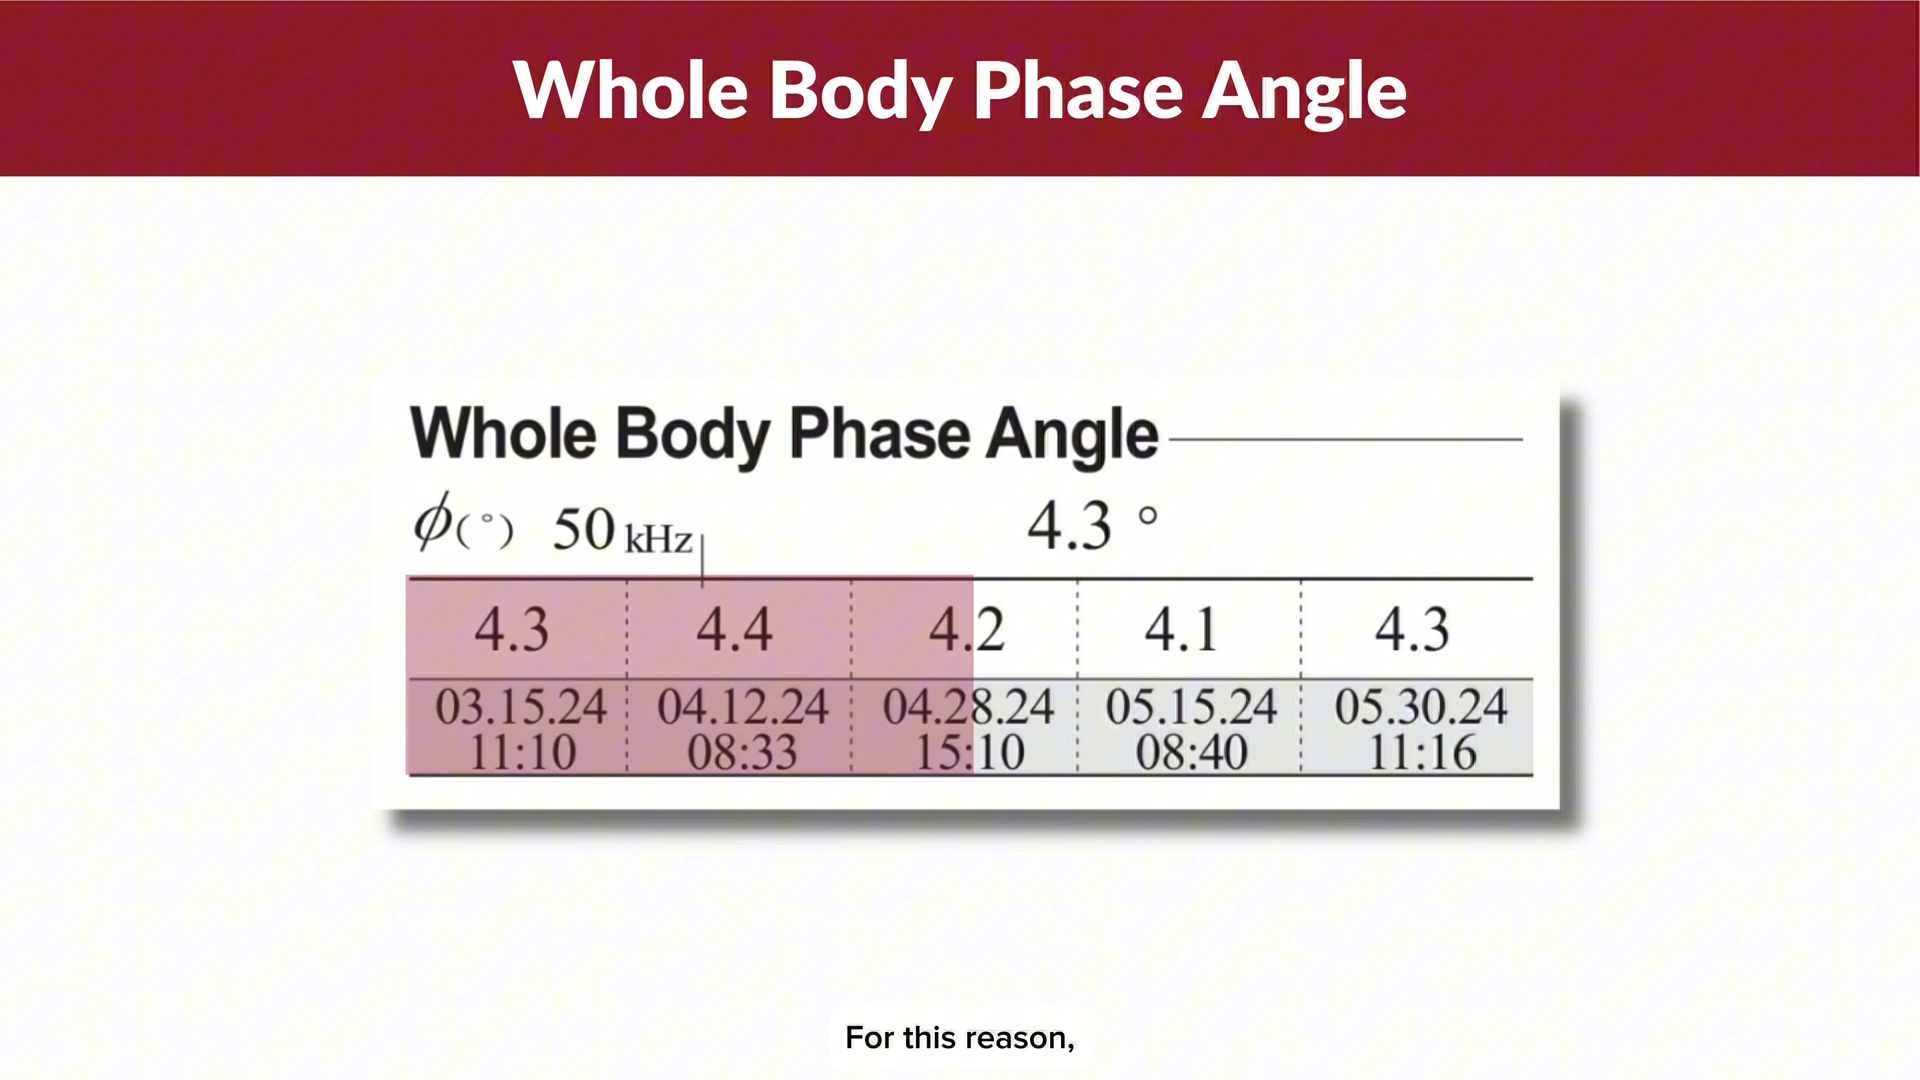 Whole Body Phase Angle
Whole Body Phase Angle
ϕ(°) 50 kHz 4.3 °
4.3 4.4 4.2 4.1 4.3
03.15.24 04.12.24 04.28.24 05.15.24 05.30.24
11:10 08:33 15:10 08:40 11:16
For this reason,